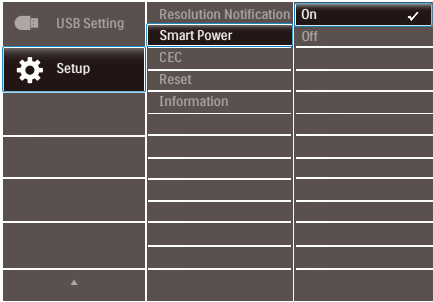 USB Setting
Setup
Resolution Notification
Smart Power
CEC
Reset
Information
On
Off